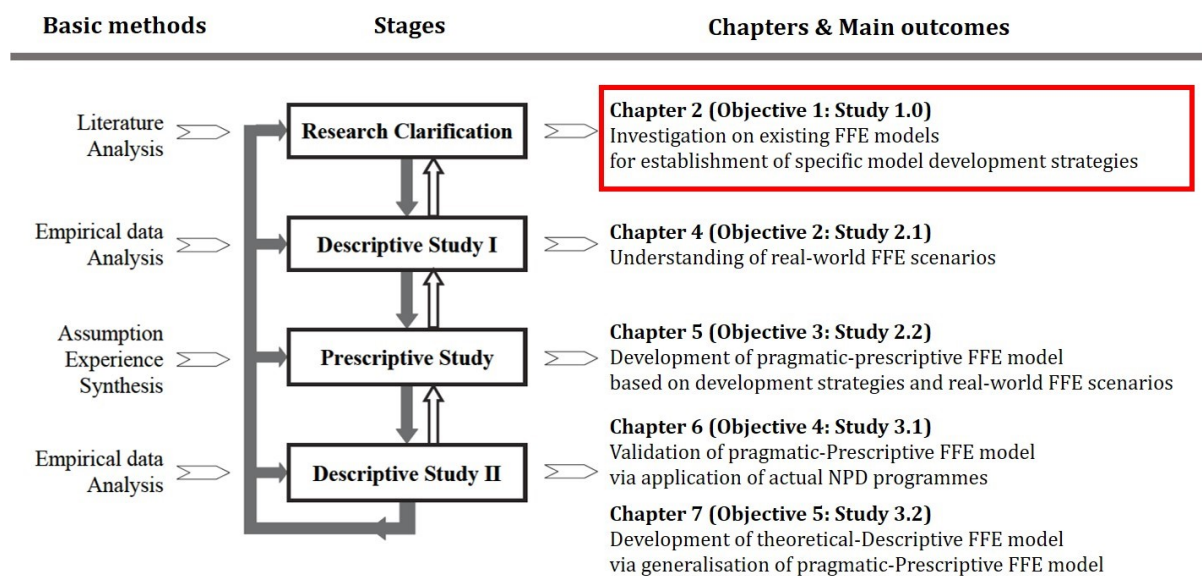 Basic methods
Stages
Chapters & Main outcomes
Literature
Analysis
Research Clarification
Chapter 2 (Objective 1: Study 1.0)
Investigation on existing FFE models
for establishment of specific model development strategies
Empirical data
Analysis
Descriptive Study I
Chapter 4 (Objective 2: Study 2.1)
Understanding of real-world FFE scenarios
Assumption
Experience
Synthesis
Prescriptive Study
Chapter 5 (Objective 3: Study 2.2)
Development of pragmatic-prescriptive FFE model
based on development strategies and real-world FFE scenarios
Empirical data
Analysis
Descriptive Study II
Chapter 6 (Objective 4: Study 3.1)
Validation of pragmatic-Prescriptive FFE model
via application of actual NPD programmes
Chapter 7 (Objective 5: Study 3.2)
Development of theoretical-Descriptive FFE model
via generalisation of pragmatic-Prescriptive FFE model